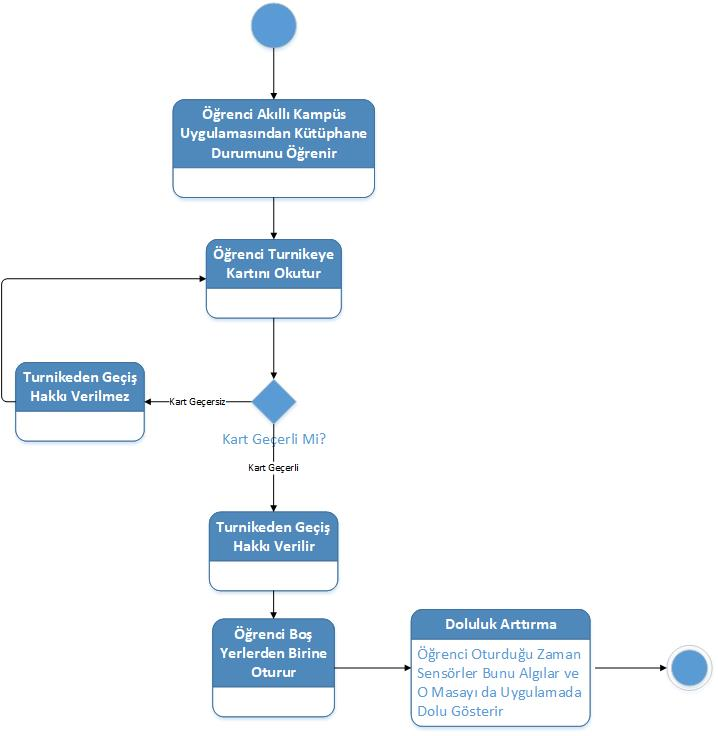 Öğrenci Akıllı Kampüs
Uygulamasından Kütüphane
Durumunu Öğrenir
Öğrenci Turnikeye
Kartını Okutur
Turnikeden Geçiş
Hakkı Verilmez
Kart Geçersiz
Kart Geçerli Mi?
Kart Geçerli
Turnikeden Geçiş
Hakkı Verilir
Öğrenci Boş
Yerlerden Birine
Oturur
Doluluk Arttırma
Öğrenci Oturduğu Zaman
Sensörler Bunu Algılar ve
O Masayı da Uygulamada
Dolu Gösterir